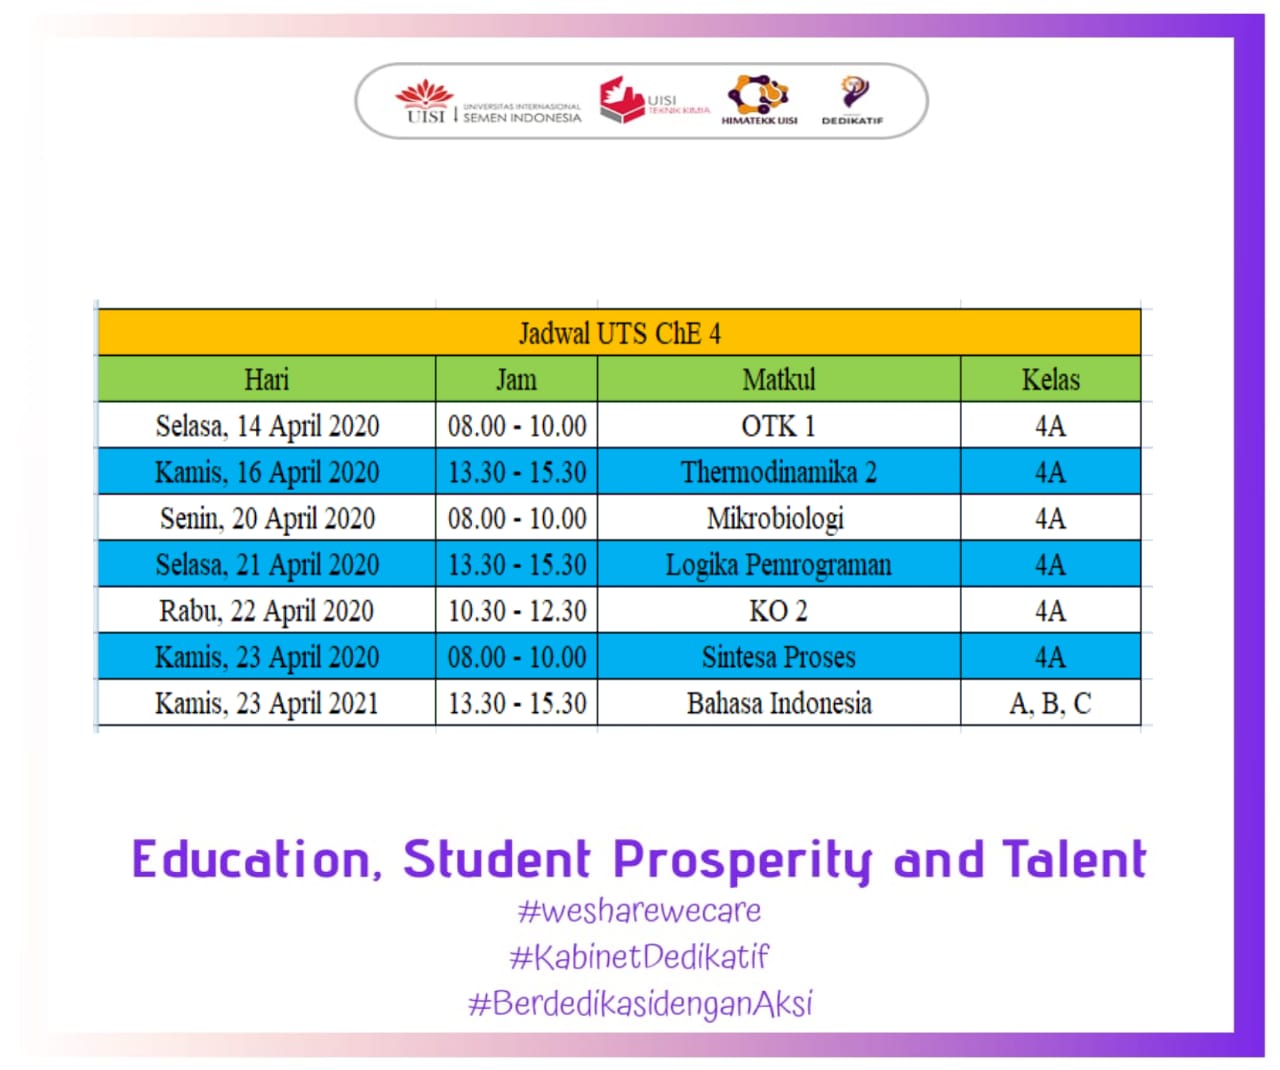 UISI
UNIVERSITAS INTERNASIONAL
SEMEN INDONESIA
UISI
TEKNIK KIMIA
HIMATEKK UISI
DEDIKATIF
Jadwal UTS ChE 4
Hari Jam Matkul Kelas
Selasa, 14 April 2020 08.00 - 10.00 OTK 1 4A
Kamis, 16 April 2020 13.30 - 15.30 Thermodinamika 2 4A
Senin, 20 April 2020 08.00 - 10.00 Mikrobiologi 4A
Selasa, 21 April 2020 13.30 - 15.30 Logika Pemrograman 4A
Rabu, 22 April 2020 10.30 - 12.30 KO 2 4A
Kamis, 23 April 2020 08.00 - 10.00 Sintesa Proses 4A
Kamis, 23 April 2021 13.30 - 15.30 Bahasa Indonesia A, B, C
Education, Student Prosperity and Talent
#wesharewecare
#KabinetDedikatif
#BerdedikasidenganAksi